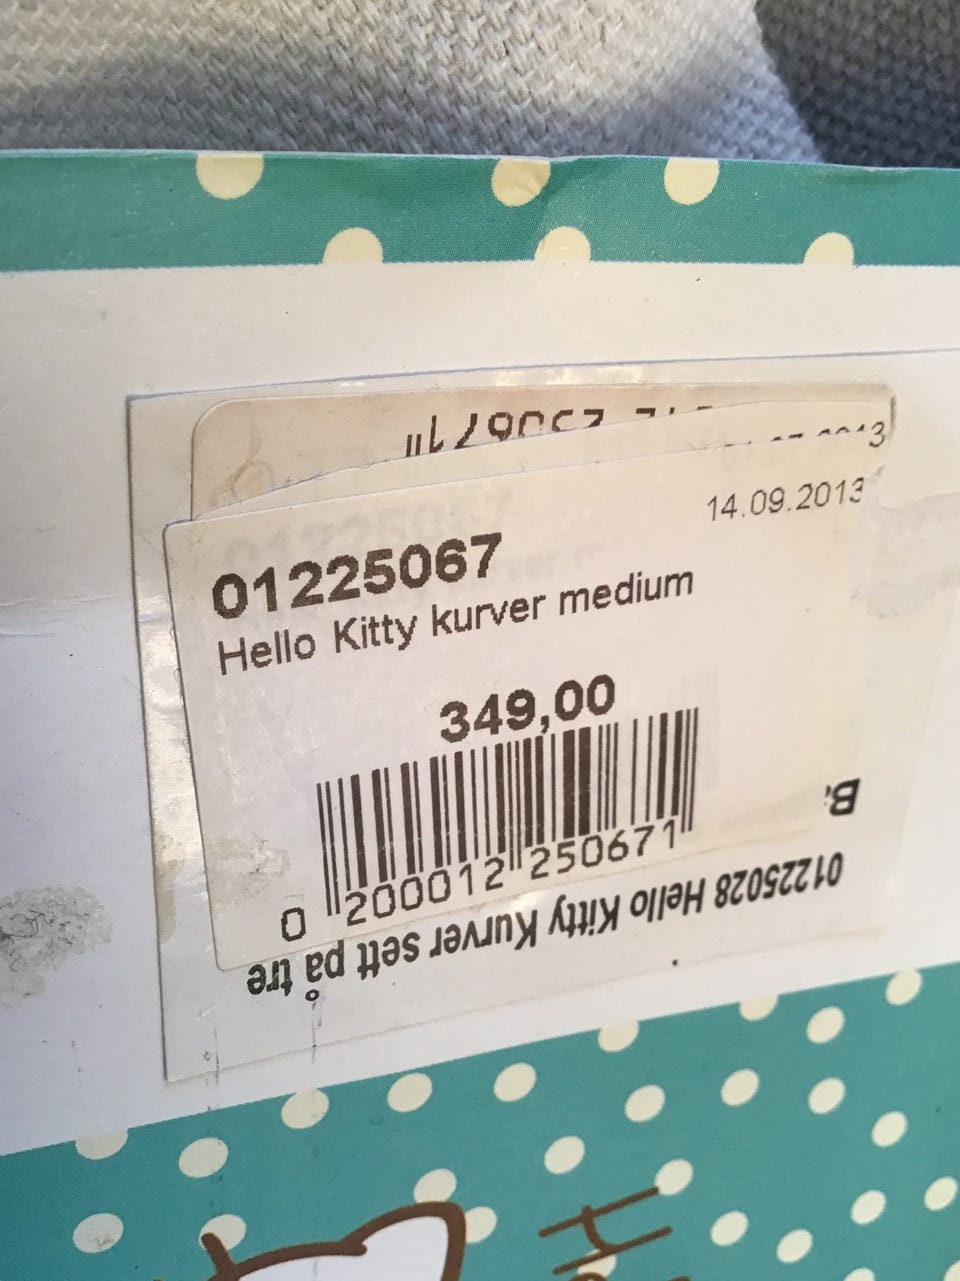 14.09.2013
01225067
Hello Kitty kurver medium
349,00
0 200012 250671
B.
01225028 Hello Kitty Kurver sett på tre
He